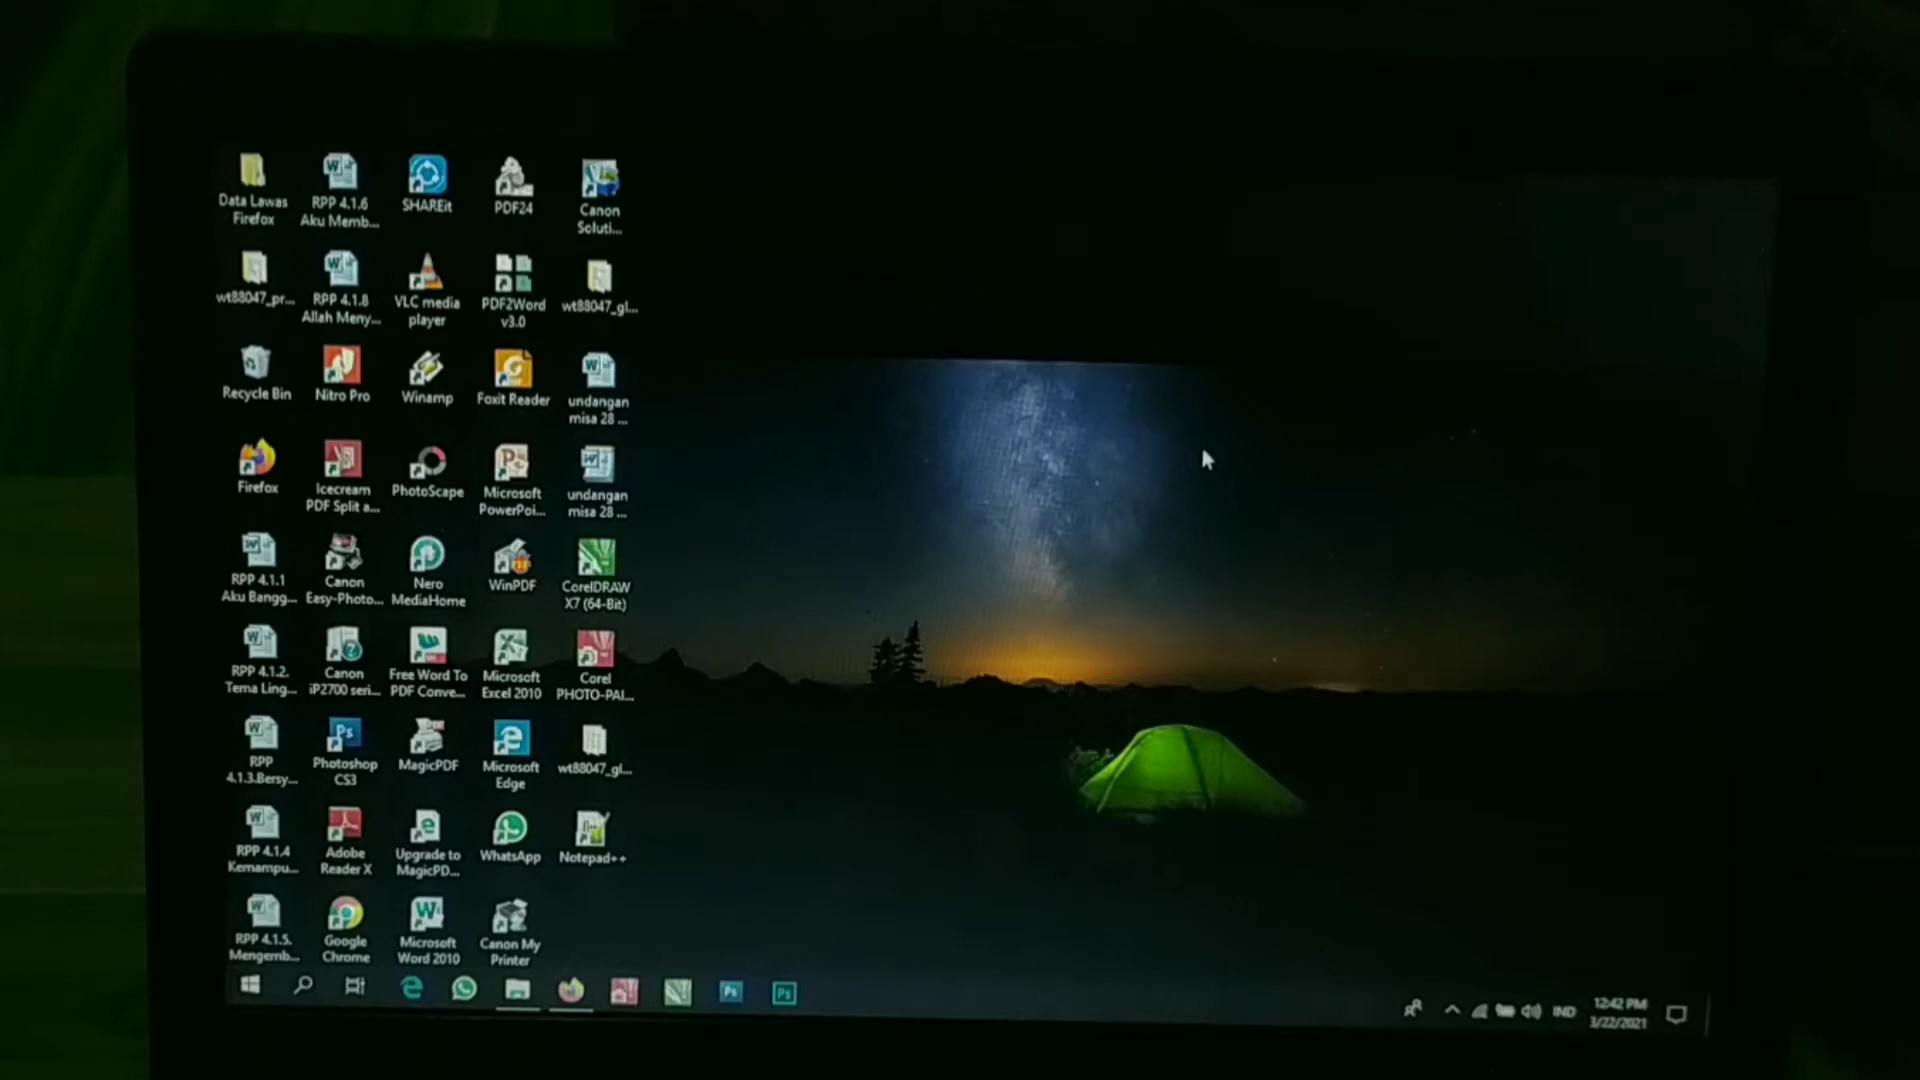 Data Lawas
Firefox
RPP 4.1.6
Aku Memb...
SHAREit
PDF24
Canon
Soluti...
wt88047_pr...
RPP 4.1.8
Allah Meny...
VLC media
player
PDF2Word
v3.0
wt88047_gl...
Recycle Bin
Nitro Pro
Winamp
Foxit Reader
undangan
misa 28 ...
Firefox
Icecream
PDF Split a...
PhotoScape
Microsoft
PowerPoi...
undangan
misa 28 ...
RPP 4.1.1
Aku Bangg...
Canon
Easy-Photo...
Nero
MediaHome
WinPDF
CorelDRAW
X7 (64-Bit)
RPP 4.1.2.
Tema Ling...
Canon
iP2700 seri...
Free Word To
PDF Conve...
Microsoft
Excel 2010
Corel
PHOTO-PAI...
RPP
4.1.3.Bersy...
Photoshop
CS3
MagicPDF
Microsoft
Edge
wt88047_gl...
RPP 4.1.4
Kemampu...
Adobe
Reader X
Upgrade to
MagicPD...
WhatsApp
Notepad++
RPP 4.1.5.
Mengemb...
Google
Chrome
Microsoft
Word 2010
Canon My
Printer
Ps
Ps
IND
12:42 PM
3/22/2021